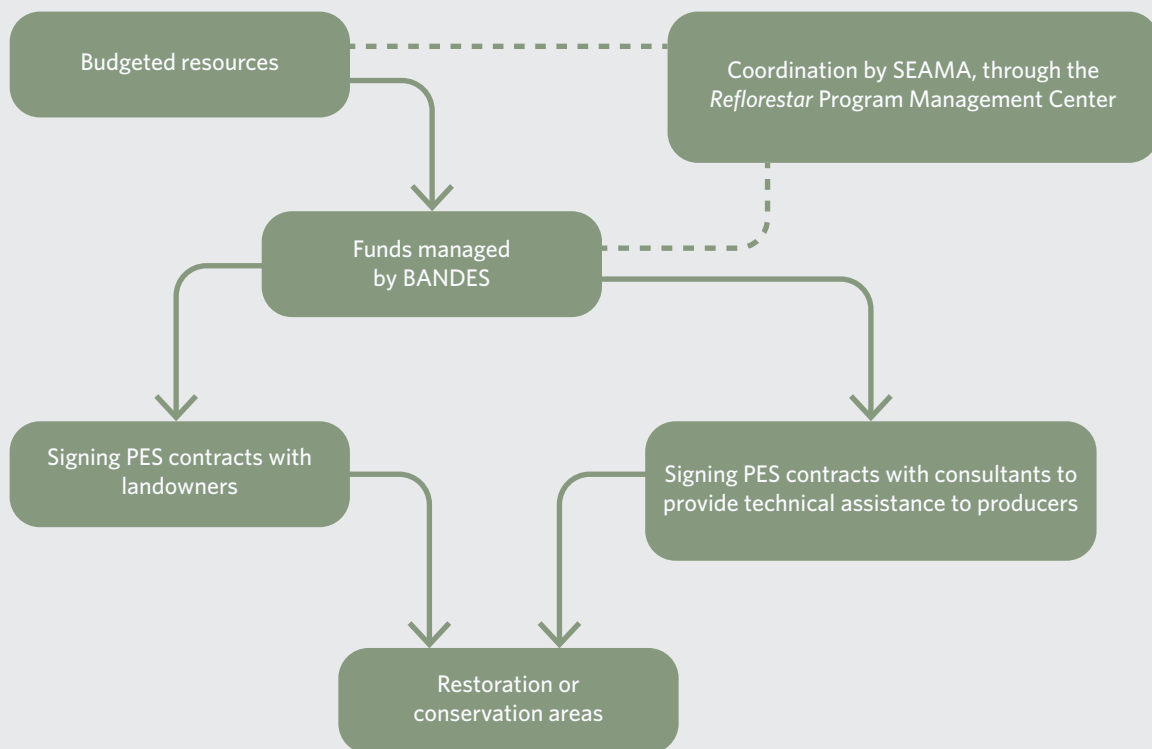 Budgeted resources
Coordination by SEAMA, through the
Reflorestar Program Management Center
Funds managed
by BANDES
Signing PES contracts with
landowners
Signing PES contracts with consultants to
provide technical assistance to producers
Restoration or
conservation areas